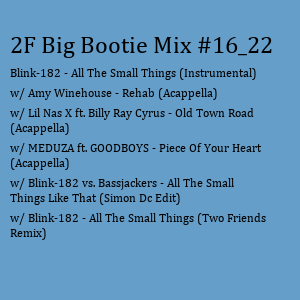 2F Big Bootie Mix #16_22
Blink-182 - All The Small Things (Instrumental)
w/ Amy Winehouse - Rehab (Acappella)
w/ Lil Nas X ft. Billy Ray Cyrus - Old Town Road
(Acappella)
w/ MEDUZA ft. GOODBOYS - Piece Of Your Heart
(Acappella)
w/ Blink-182 vs. Bassjackers - All The Small
Things Like That (Simon Dc Edit)
w/ Blink-182 - All The Small Things (Two Friends
Remix)